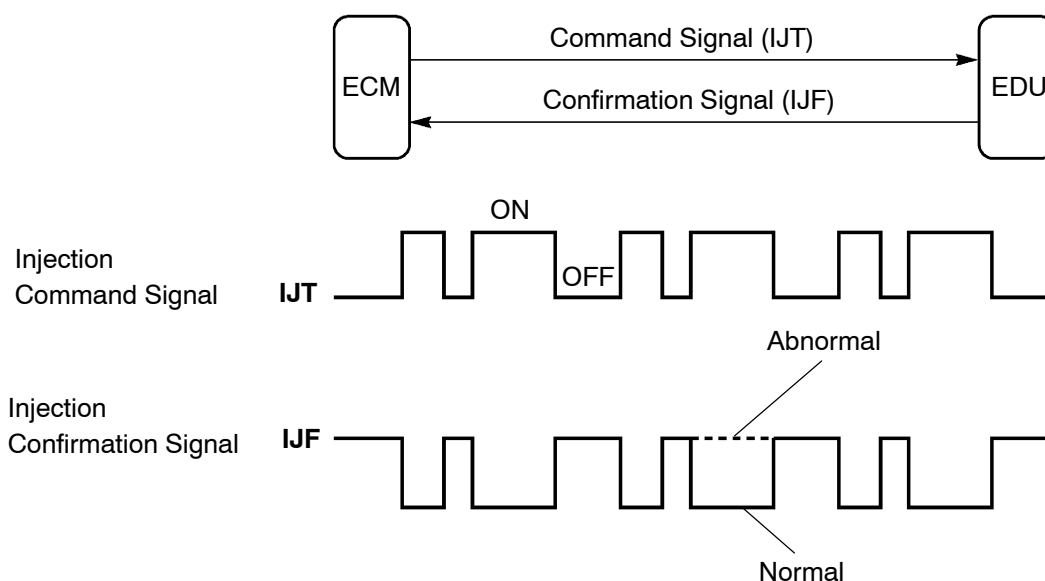 Command Signal (IJT)
ECM
EDU
Confirmation Signal (IJF)
ON
Injection
Command Signal
IJT
OFF
Abnormal
Injection
Confirmation Signal
IJF
Normal